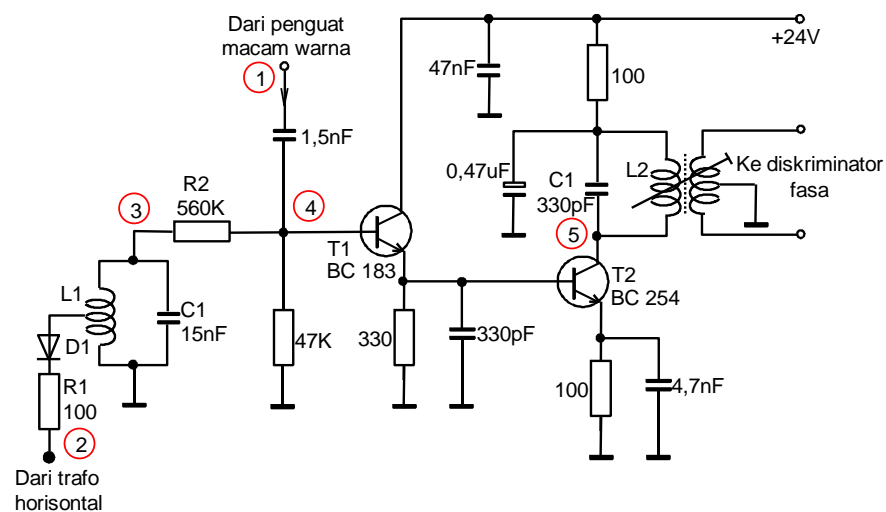 Dari penguat
macam warna
1
+24V
47nF
100
1,5nF
0,47uF
C1
330pF
L2
Ke diskriminator
fasa
R2
560K
3
4
5
T1
BC 183
T2
BC 254
L1
C1
15nF
D1
47K
330
330pF
R1
100
100
4,7nF
2
Dari trafo
horisontal